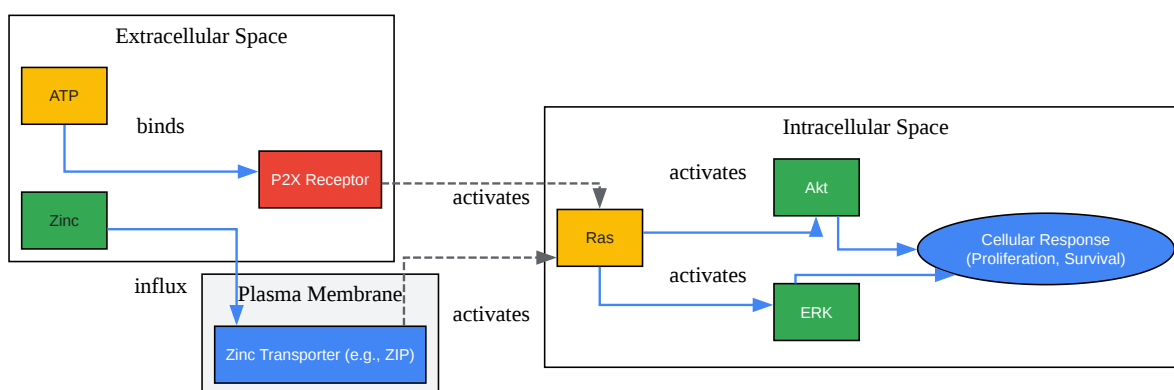 Extracellular Space
ATP
binds
P2X Receptor
Zinc
influx
Plasma Membrane
Zinc Transporter (e.g., ZIP)
activates
activates
Intracellular Space
Ras
activates
Akt
activates
ERK
Cellular Response
(Proliferation, Survival)